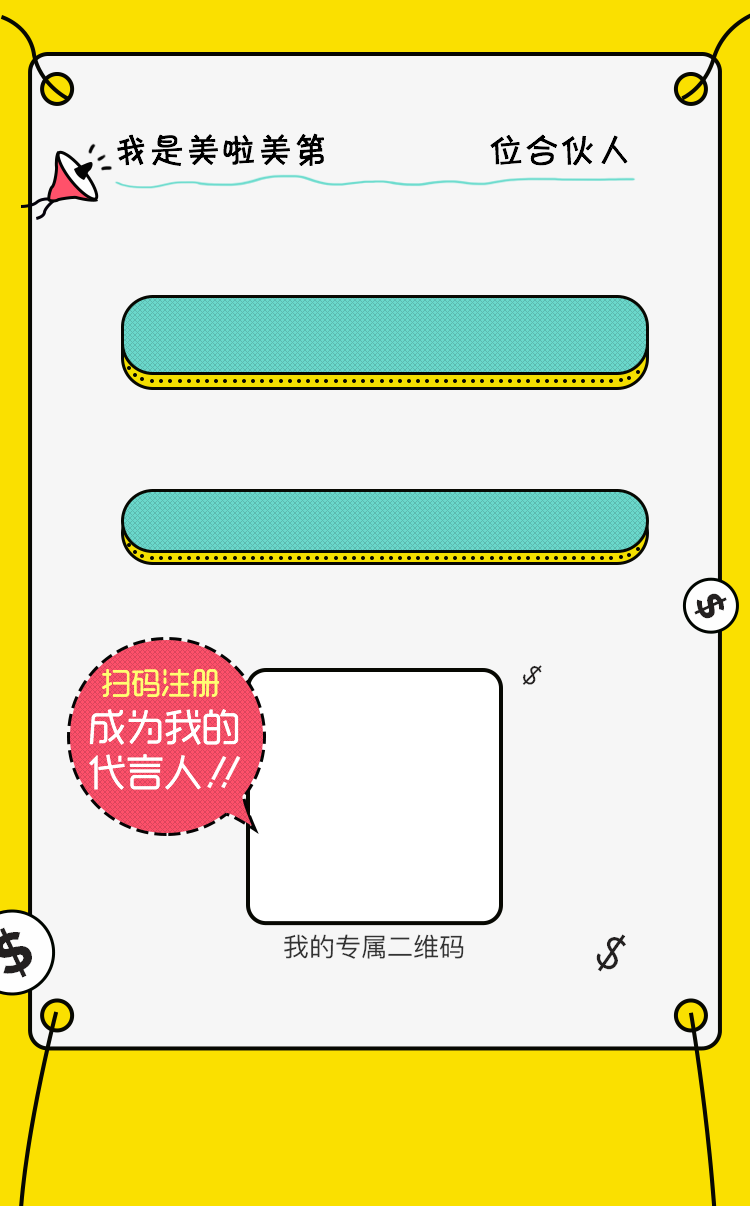 我是美啦美第 位合伙人
扫码注册
成为我的
代言人!!
我的专属二维码